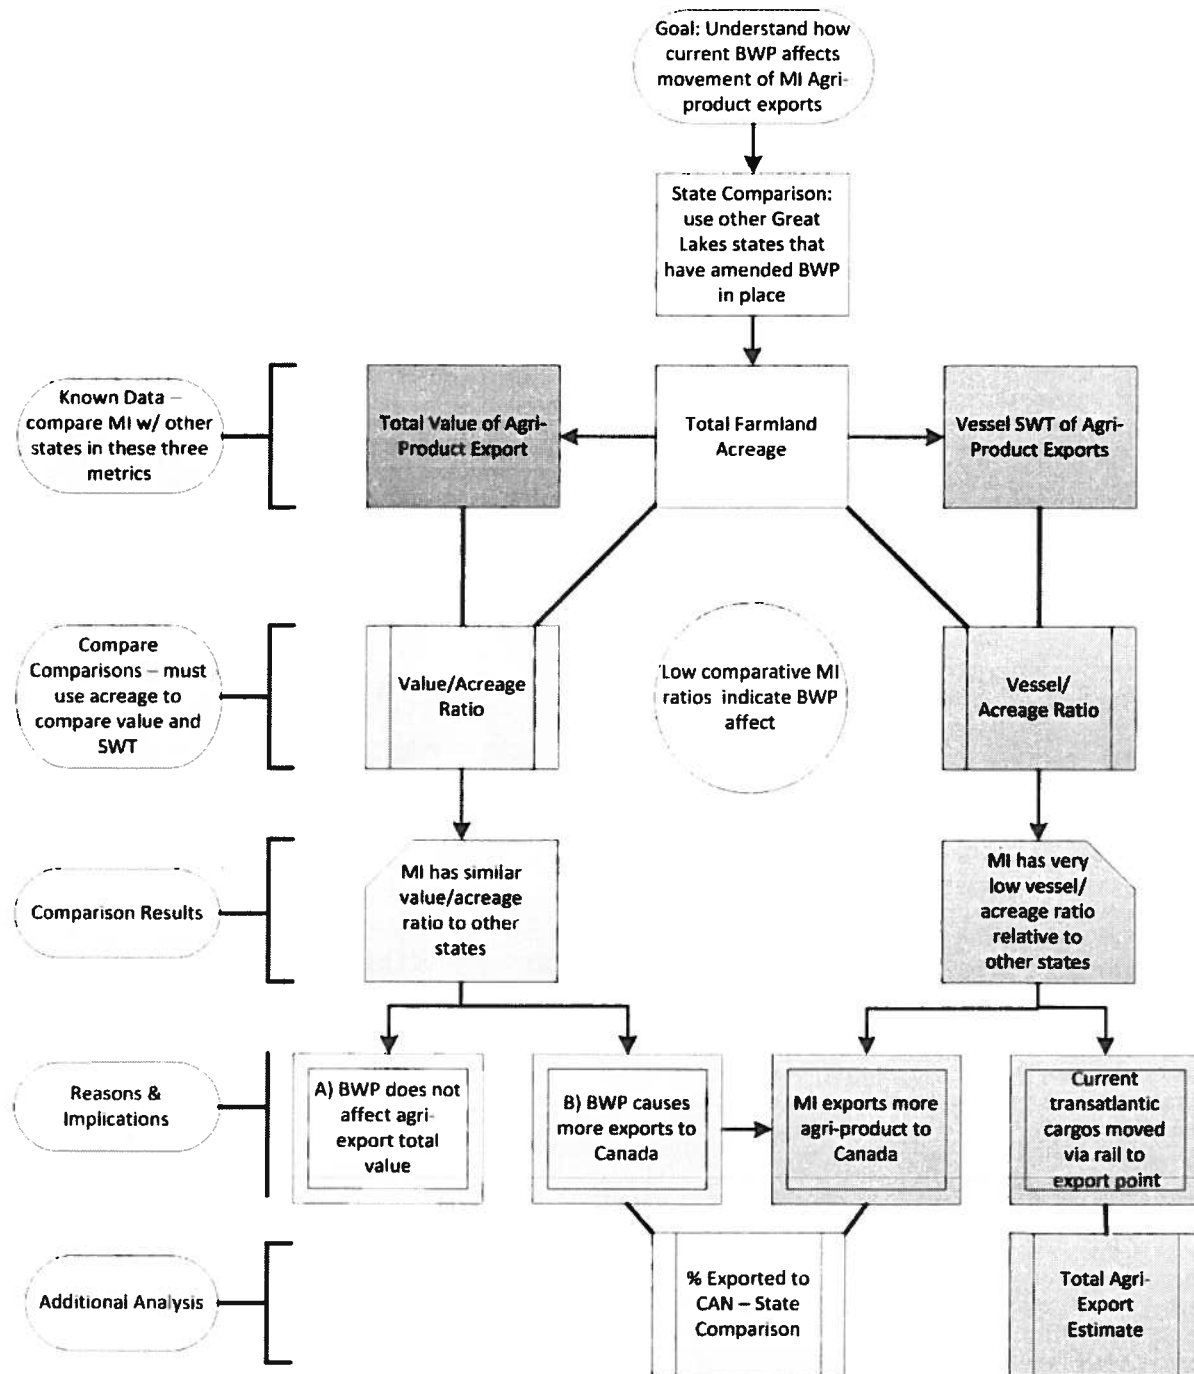 Goal: Understand how
current BWP affects
movement of MI Agri-
product exports
State Comparison:
use other Great
Lakes states that
have amended BWP
in place
Known Data –
compare MI w/ other
states in these three
metrics
Total Value of Agri-
Product Export
Total Farmland
Acreage
Vessel SWT of Agri-
Product Exports
Compare
Comparisons – must
use acreage to
compare value and
SWT
Value/Acreage
Ratio
Low comparative MI
ratios indicate BWP
affect
Vessel/
Acreage Ratio
Comparison Results
MI has similar
value/acreage
ratio to other
states
MI has very
low vessel/
acreage ratio
relative to
other states
Reasons &
Implications
A) BWP does not
affect agri-
export total
value
B) BWP causes
more exports to
Canada
MI exports more
agri-product to
Canada
Current
transatlantic
cargos moved
via rail to
export point
Additional Analysis
% Exported to
CAN – State
Comparison
Total Agri-
Export
Estimate